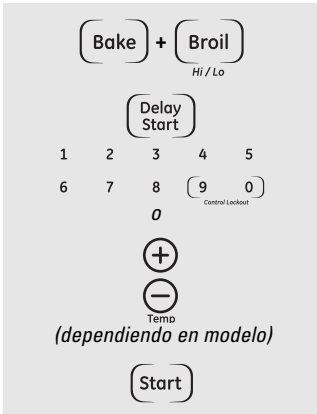 Bake + Broil
Hi / Lo
Delay
Start
1 2 3 4 5
6 7 8 9 0
Control Lockout
o
+
−
Temp
(dependiendo en modelo)
Start